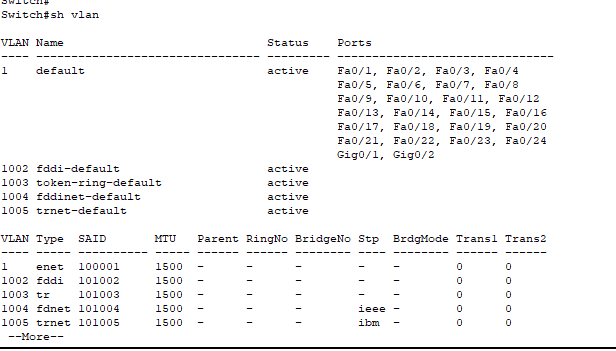 Switch#
Switch#sh vlan
VLAN Name                             Status    Ports
---- -------------------------------- --------- -------------------------------
1    default                          active    Fa0/1, Fa0/2, Fa0/3, Fa0/4
                                                Fa0/5, Fa0/6, Fa0/7, Fa0/8
                                                Fa0/9, Fa0/10, Fa0/11, Fa0/12
                                                Fa0/13, Fa0/14, Fa0/15, Fa0/16
                                                Fa0/17, Fa0/18, Fa0/19, Fa0/20
                                                Fa0/21, Fa0/22, Fa0/23, Fa0/24
                                                Gig0/1, Gig0/2
1002 fddi-default                     active
1003 token-ring-default               active
1004 fddinet-default                  active
1005 trnet-default                    active
VLAN Type  SAID       MTU   Parent RingNo BridgeNo Stp  BrdgMode Trans1 Trans2
---- ----- ---------- ----- ------ ------ -------- ---- -------- ------ ------
1    enet  100001     1500  -      -      -        -    -        0      0
1002 fddi  101002     1500  -      -      -        -    -        0      0
1003 tr    101003     1500  -      -      -        -    -        0      0
1004 fdnet 101004     1500  -      -      -        ieee -        0      0
1005 trnet 101005     1500  -      -      -        ibm  -        0      0
 --More--